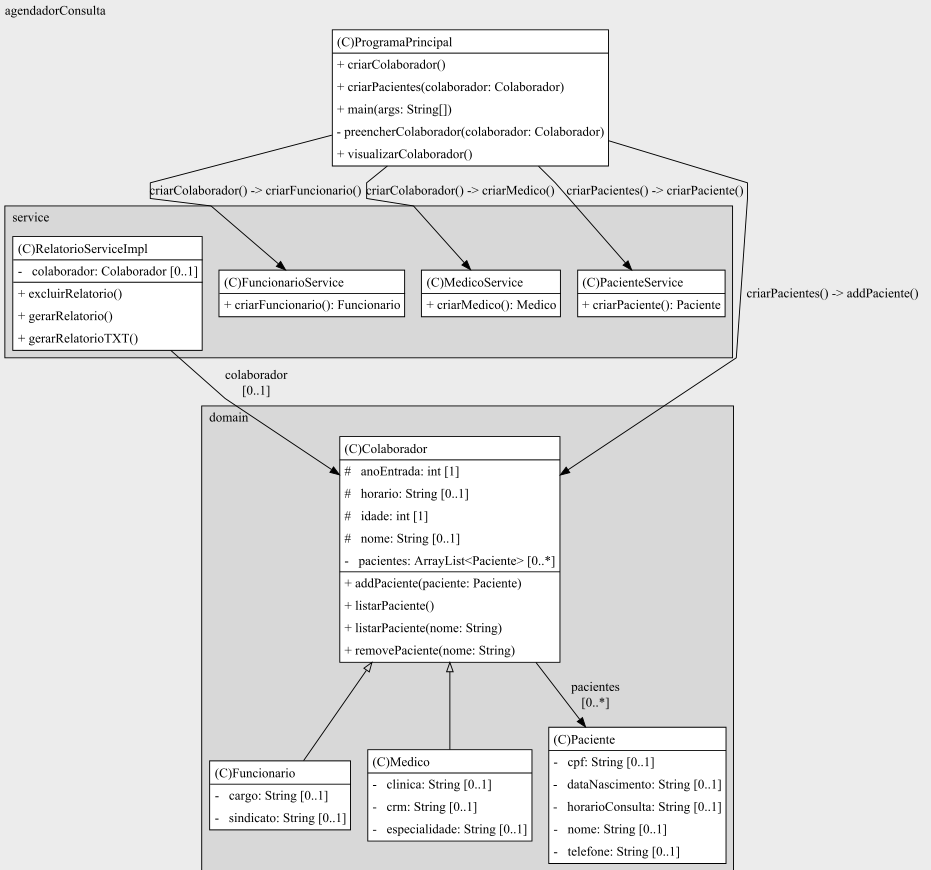 agendadorConsulta
(C)ProgramaPrincipal
+ criarColaborador()
+ criarPacientes(colaborador: Colaborador)
+ main(args: String[])
- preencherColaborador(colaborador: Colaborador)
+ visualizarColaborador()
criarColaborador() -> criarFuncionario()
criarColaborador() -> criarMedico()
criarPacientes() -> criarPaciente()
criarPacientes() -> addPaciente()
service
(C)RelatorioServiceImpl
- colaborador: Colaborador [0..1]
+ excluirRelatorio()
+ gerarRelatorio()
+ gerarRelatorioTXT()
(C)FuncionarioService
+ criarFuncionario(): Funcionario
(C)MedicoService
+ criarMedico(): Medico
(C)PacienteService
+ criarPaciente(): Paciente
colaborador
[0..1]
domain
(C)Colaborador
# anoEntrada: int [1]
# horario: String [0..1]
# idade: int [1]
# nome: String [0..1]
- pacientes: ArrayList<Paciente> [0..*]
+ addPaciente(paciente: Paciente)
+ listarPaciente()
+ listarPaciente(nome: String)
+ removePaciente(nome: String)
pacientes
[0..*]
(C)Funcionario
- cargo: String [0..1]
- sindicato: String [0..1]
(C)Medico
- clinica: String [0..1]
- crm: String [0..1]
- especialidade: String [0..1]
(C)Paciente
- cpf: String [0..1]
- dataNascimento: String [0..1]
- horarioConsulta: String [0..1]
- nome: String [0..1]
- telefone: String [0..1]